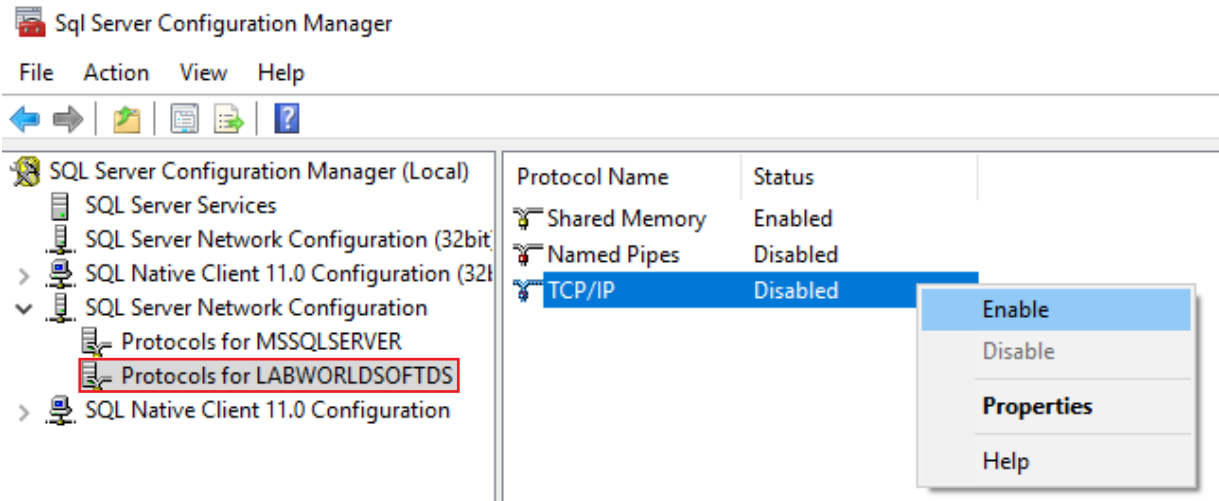 Sql Server Configuration Manager
File Action View Help
SQL Server Configuration Manager (Local)
SQL Server Services
SQL Server Network Configuration (32bit
SQL Native Client 11.0 Configuration (32b
SQL Server Network Configuration
Protocols for MSSQLSERVER
Protocols for LABWORLDSOFTDS
SQL Native Client 11.0 Configuration
Protocol Name Status
Shared Memory Enabled
Named Pipes Disabled
TCP/IP Disabled
Enable
Disable
Properties
Help